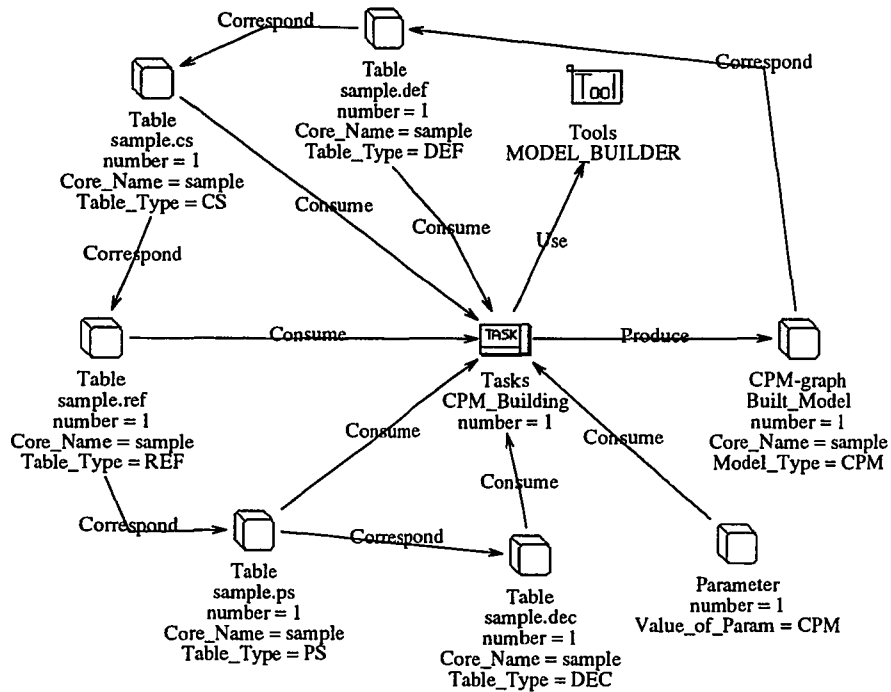 Correspond
Table
sample.def
number = 1
Core_Name = sample
Table_Type = DEF
Correspond
Tool
Tools
MODEL_BUILDER
Table
sample.cs
number = 1
Core_Name = sample
Table_Type = CS
Consume
Consume
Use
Correspond
Consume
TASK
Produce
Table
sample.ref
number = 1
Core_Name = sample
Table_Type = REF
Tasks
CPM_Building
number = 1
CPM-graph
Built_Model
number = 1
Core_Name = sample
Model_Type = CPM
Consume
Consume
Consume
Correspond
Correspond
Table
sample.ps
number = 1
Core_Name = sample
Table_Type = PS
Table
sample.dec
number = 1
Core_Name = sample
Table_Type = DEC
Parameter
number = 1
Value_of_Param = CPM